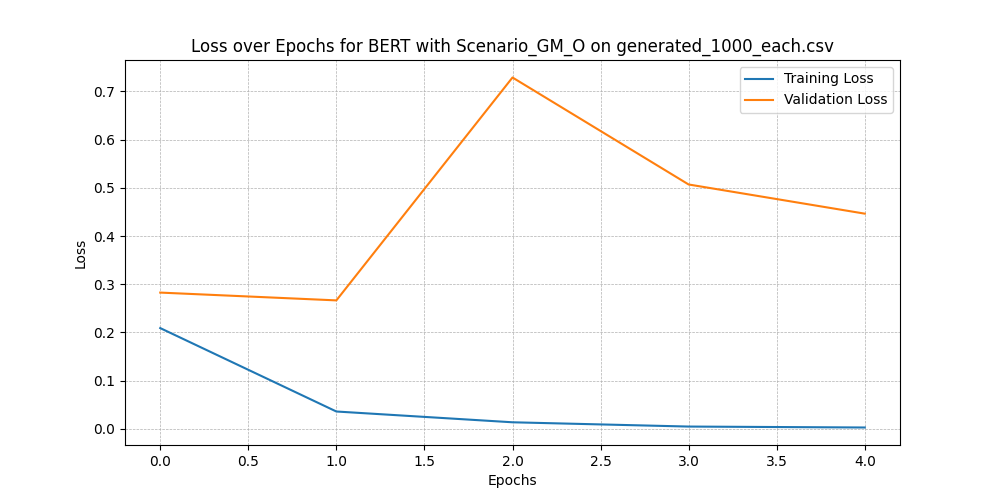 Loss over Epochs for BERT with Scenario_GM_O on generated_1000_each.csv
Training Loss
Validation Loss
0.7
0.6
0.5
0.4
0.3
0.2
0.1
0.0
Loss
0.0 0.5 1.0 1.5 2.0 2.5 3.0 3.5 4.0
Epochs